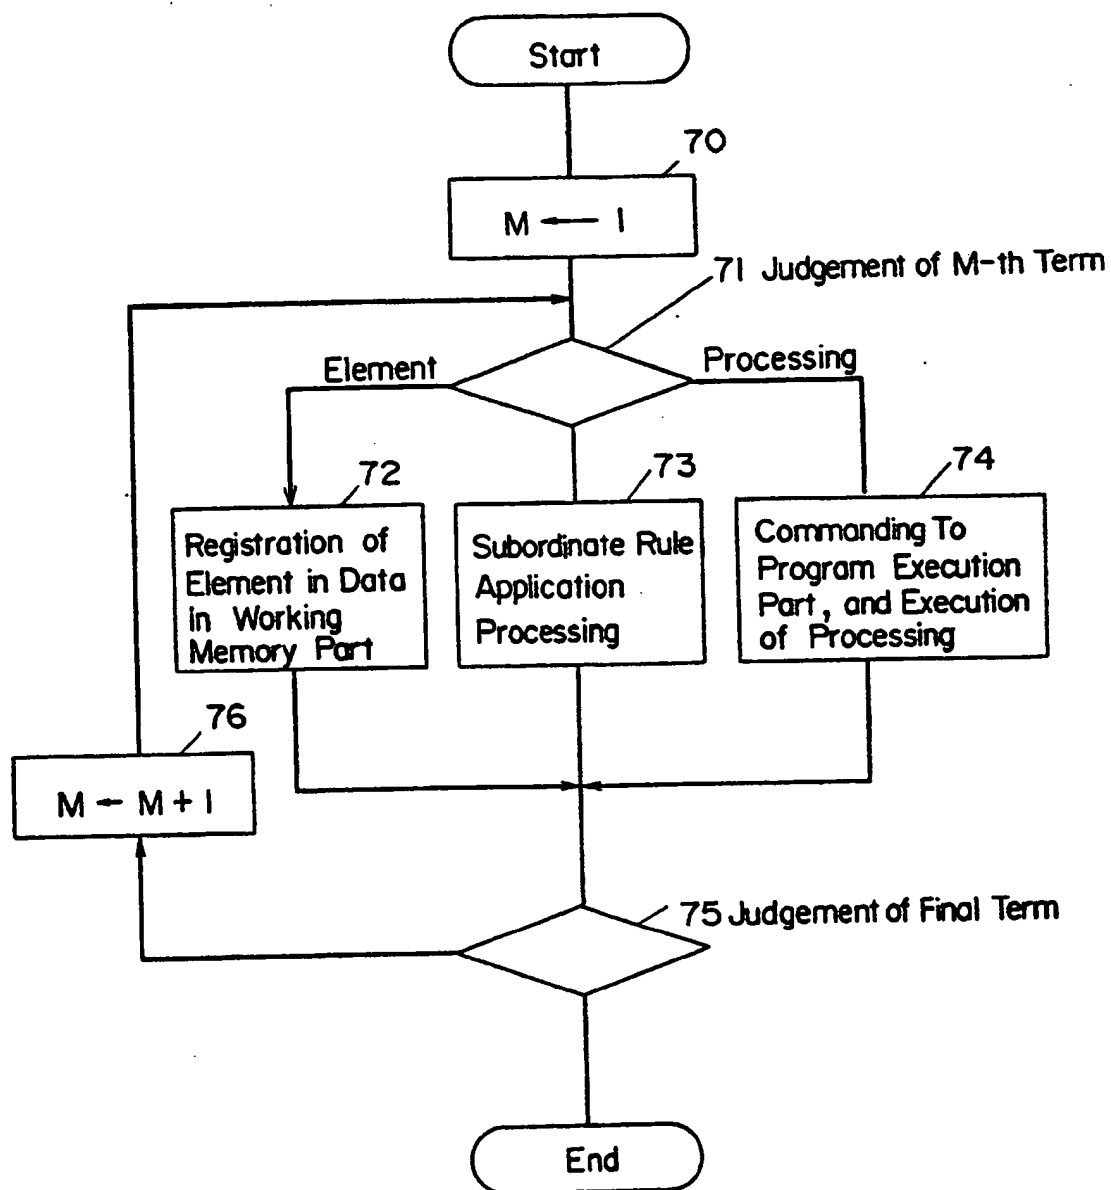 Start
70
M ← 1
71 Judgement of M-th Term
Element
Processing
72
Registration of
Element in Data
in Working
Memory Part
73
Subordinate Rule
Application
Processing
74
Commanding To
Program Execution
Part, and Execution
of Processing
76
M ← M + 1
75 Judgement of Final Term
End